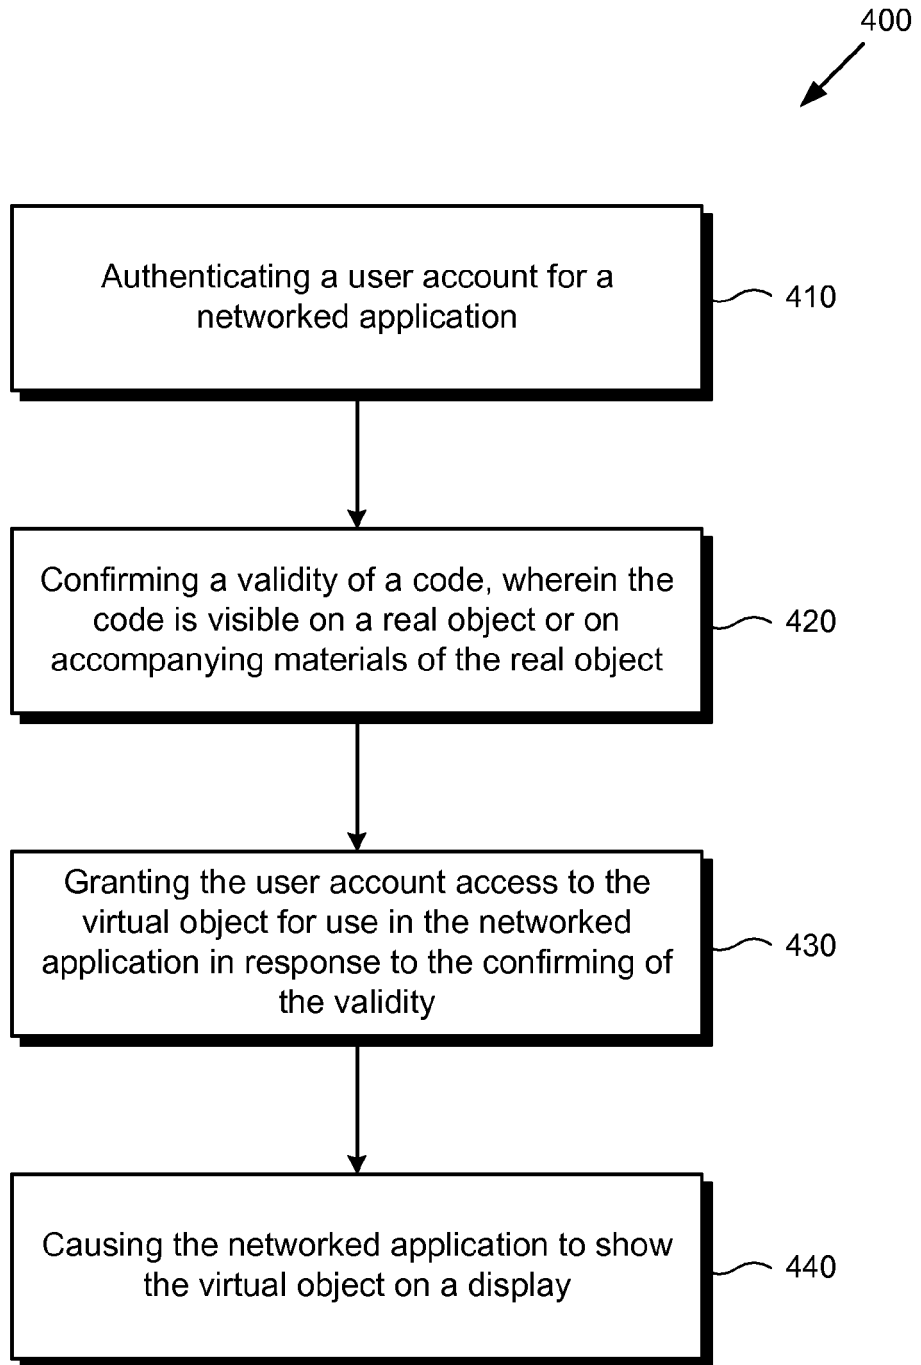 400
Authenticating a user account for a
networked application
410
Confirming a validity of a code, wherein the
code is visible on a real object or on
accompanying materials of the real object
420
Granting the user account access to the
virtual object for use in the networked
application in response to the confirming of
the validity
430
Causing the networked application to show
the virtual object on a display
440